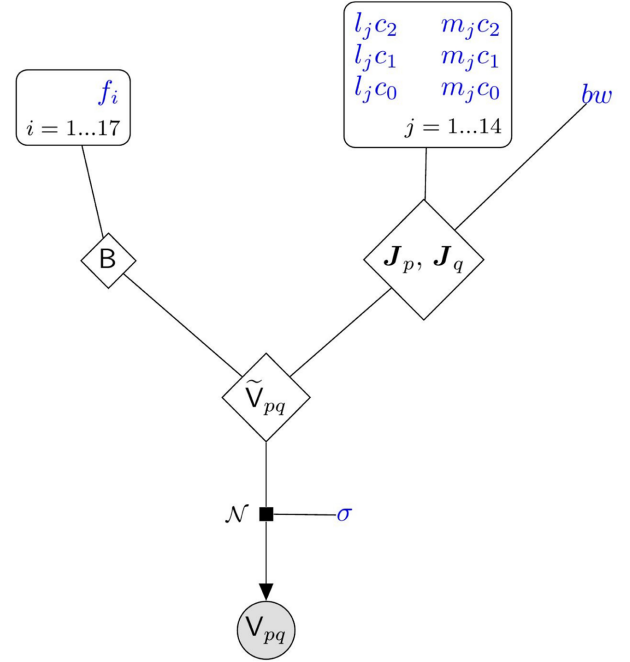 l_j c_2 m_j c_2
l_j c_1 m_j c_1
l_j c_0 m_j c_0
j = 1...14
f_i
i = 1...17
bw
B
J_p, J_q
Ṽ_pq
𝒩
σ
V_pq